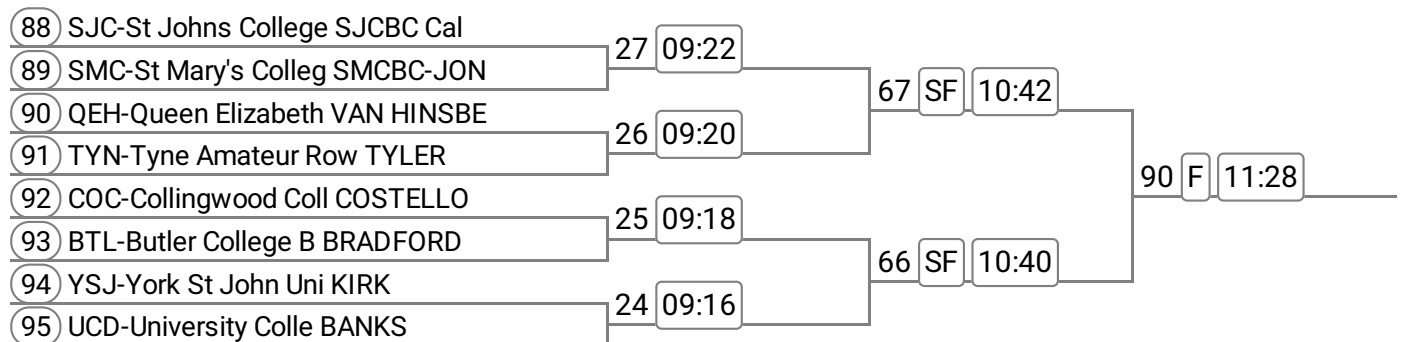 88 SJC-St Johns College SJCBC Cal
27 09:22
89 SMC-St Mary's Colleg SMCBC-JON
67 SF 10:42
90 QEH-Queen Elizabeth VAN HINSBE
26 09:20
91 TYN-Tyne Amateur Row TYLER
90 F 11:28
92 COC-Collingwood Coll COSTELLO
25 09:18
93 BTL-Butler College B BRADFORD
66 SF 10:40
94 YSJ-York St John Uni KIRK
24 09:16
95 UCD-University Colle BANKS